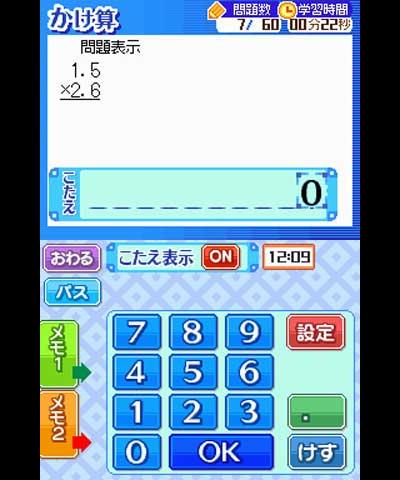 かけ算
問題数
学習時間
7/ 60
00分22秒
問題表示
1.5
×2.6
こたえ
0
おわる
こたえ表示
ON
12:09
パス
メモ1
メモ2
7
8
9
設定
4
5
6
1
2
3
.
0
OK
けす